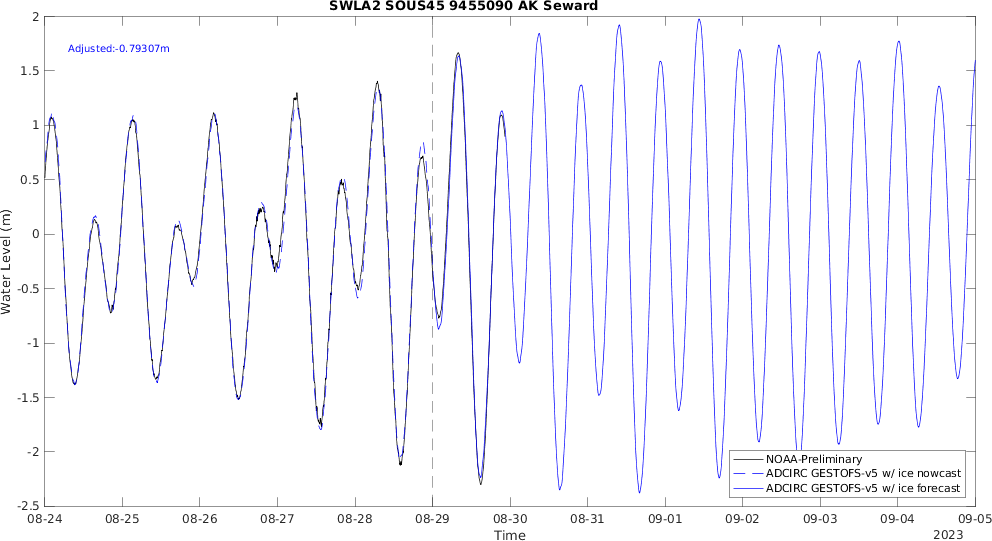 SWLA2 SOUS45 9455090 AK Seward
Adjusted:-0.79307m
2
1.5
1
0.5
0
-0.5
-1
-1.5
-2
-2.5
Water Level (m)
NOAA-Preliminary
ADCIRC GESTOFS-v5 w/ ice nowcast
ADCIRC GESTOFS-v5 w/ ice forecast
08-24 08-25 08-26 08-27 08-28 08-29 08-30 08-31 09-01 09-02 09-03 09-04 09-05
Time
2023